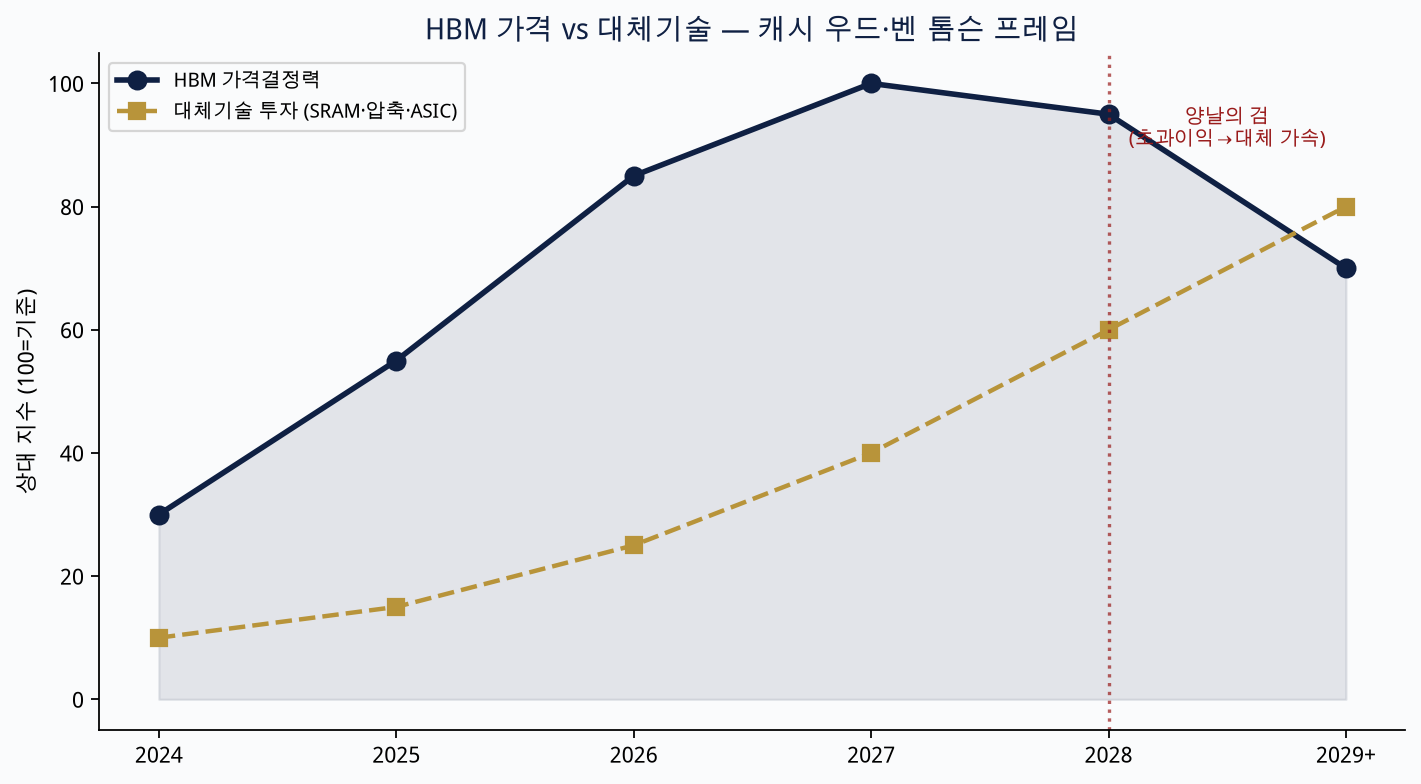 HBM 가격 vs 대체기술 — 캐시 우드·벤 톰슨 프레임
HBM 가격결정력
대체기술 투자 (SRAM·압축·ASIC)
양날의 검
(초과이익→대체 가속)
상대 지수 (100=기준)
100
80
60
40
20
0
2024 2025 2026 2027 2028 2029+